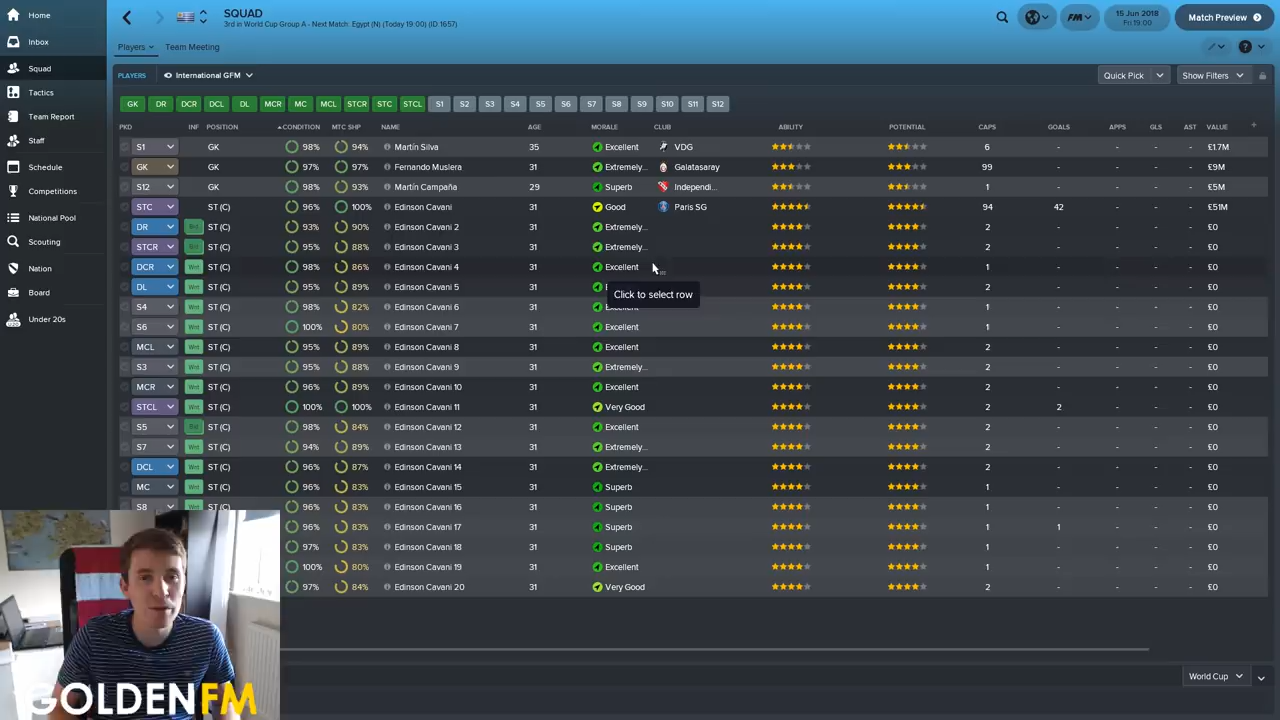 Home
Inbox
Squad
Tactics
Team Report
Staff
Schedule
Competitions
National Pool
Scouting
Nation
Board
Under 20s
SQUAD
3rd in World Cup Group A - Next Match: Egypt (N) (Today 19:00) (ID:1657)
FM
15 Jun 2018
Fri 19:00
Match Preview
Players
Team Meeting
PLAYERS
International GFM
Quick Pick
Show Filters
GK DR DCR DCL DL MCR MC MCL STCR STC STCL S1 S2 S3 S4 S5 S6 S7 S8 S9 S10 S11 S12
PKD INF POSITION CONDITION MTC SHP NAME AGE MORALE CLUB ABILITY POTENTIAL CAPS GOALS APPS GLS AST VALUE
S1 GK 98% 94% Martín Silva 35 Excellent VDG 6 - - - - £1.7M
GK GK 97% 97% Fernando Muslera 31 Extremely... Galatasaray 99 - - - - £9M
S12 GK 98% 93% Martín Campaña 29 Superb Independi... 1 - - - - £5M
STC ST (C) 96% 100% Edinson Cavani 31 Good Paris SG 94 42 - - - £51M
DR ST (C) 93% 90% Edinson Cavani 2 31 Extremely... 2 - - - - £0
STCR ST (C) 95% 88% Edinson Cavani 3 31 Extremely... 2 - - - - £0
DCR Wnt ST (C) 98% 86% Edinson Cavani 4 31 Excellent 1 - - - - £0
DL Wnt ST (C) 95% 89% Edinson Cavani 5 31 2 - - - - £0
Click to select row
S4 Wnt ST (C) 98% 82% Edinson Cavani 6 31 Excellent 1 - - - - £0
S6 Wnt ST (C) 100% 80% Edinson Cavani 7 31 Excellent 1 - - - - £0
MCL Wnt ST (C) 95% 89% Edinson Cavani 8 31 Excellent 2 - - - - £0
S3 Wnt ST (C) 95% 88% Edinson Cavani 9 31 Extremely... 2 - - - - £0
MCR Wnt ST (C) 96% 89% Edinson Cavani 10 31 Excellent 2 - - - - £0
STCL Wnt ST (C) 100% 100% Edinson Cavani 11 31 Very Good 2 2 - - - £0
S5 ST (C) 98% 84% Edinson Cavani 12 31 Excellent 2 - - - - £0
S7 Wnt ST (C) 94% 89% Edinson Cavani 13 31 Extremely... 2 - - - - £0
DCL Wnt ST (C) 96% 87% Edinson Cavani 14 31 Extremely... 2 - - - - £0
MC Wnt ST (C) 96% 83% Edinson Cavani 15 31 Superb 1 - - - - £0
S8 Wnt ST (C) 96% 83% Edinson Cavani 16 31 Superb 1 - - - - £0
96% 83% Edinson Cavani 17 31 Superb 1 1 - - - £0
97% 83% Edinson Cavani 18 31 Superb 1 - - - - £0
100% 80% Edinson Cavani 19 31 Excellent 1 - - - - £0
97% 84% Edinson Cavani 20 31 Very Good 2 - - - - £0
World Cup
GOLDENFM